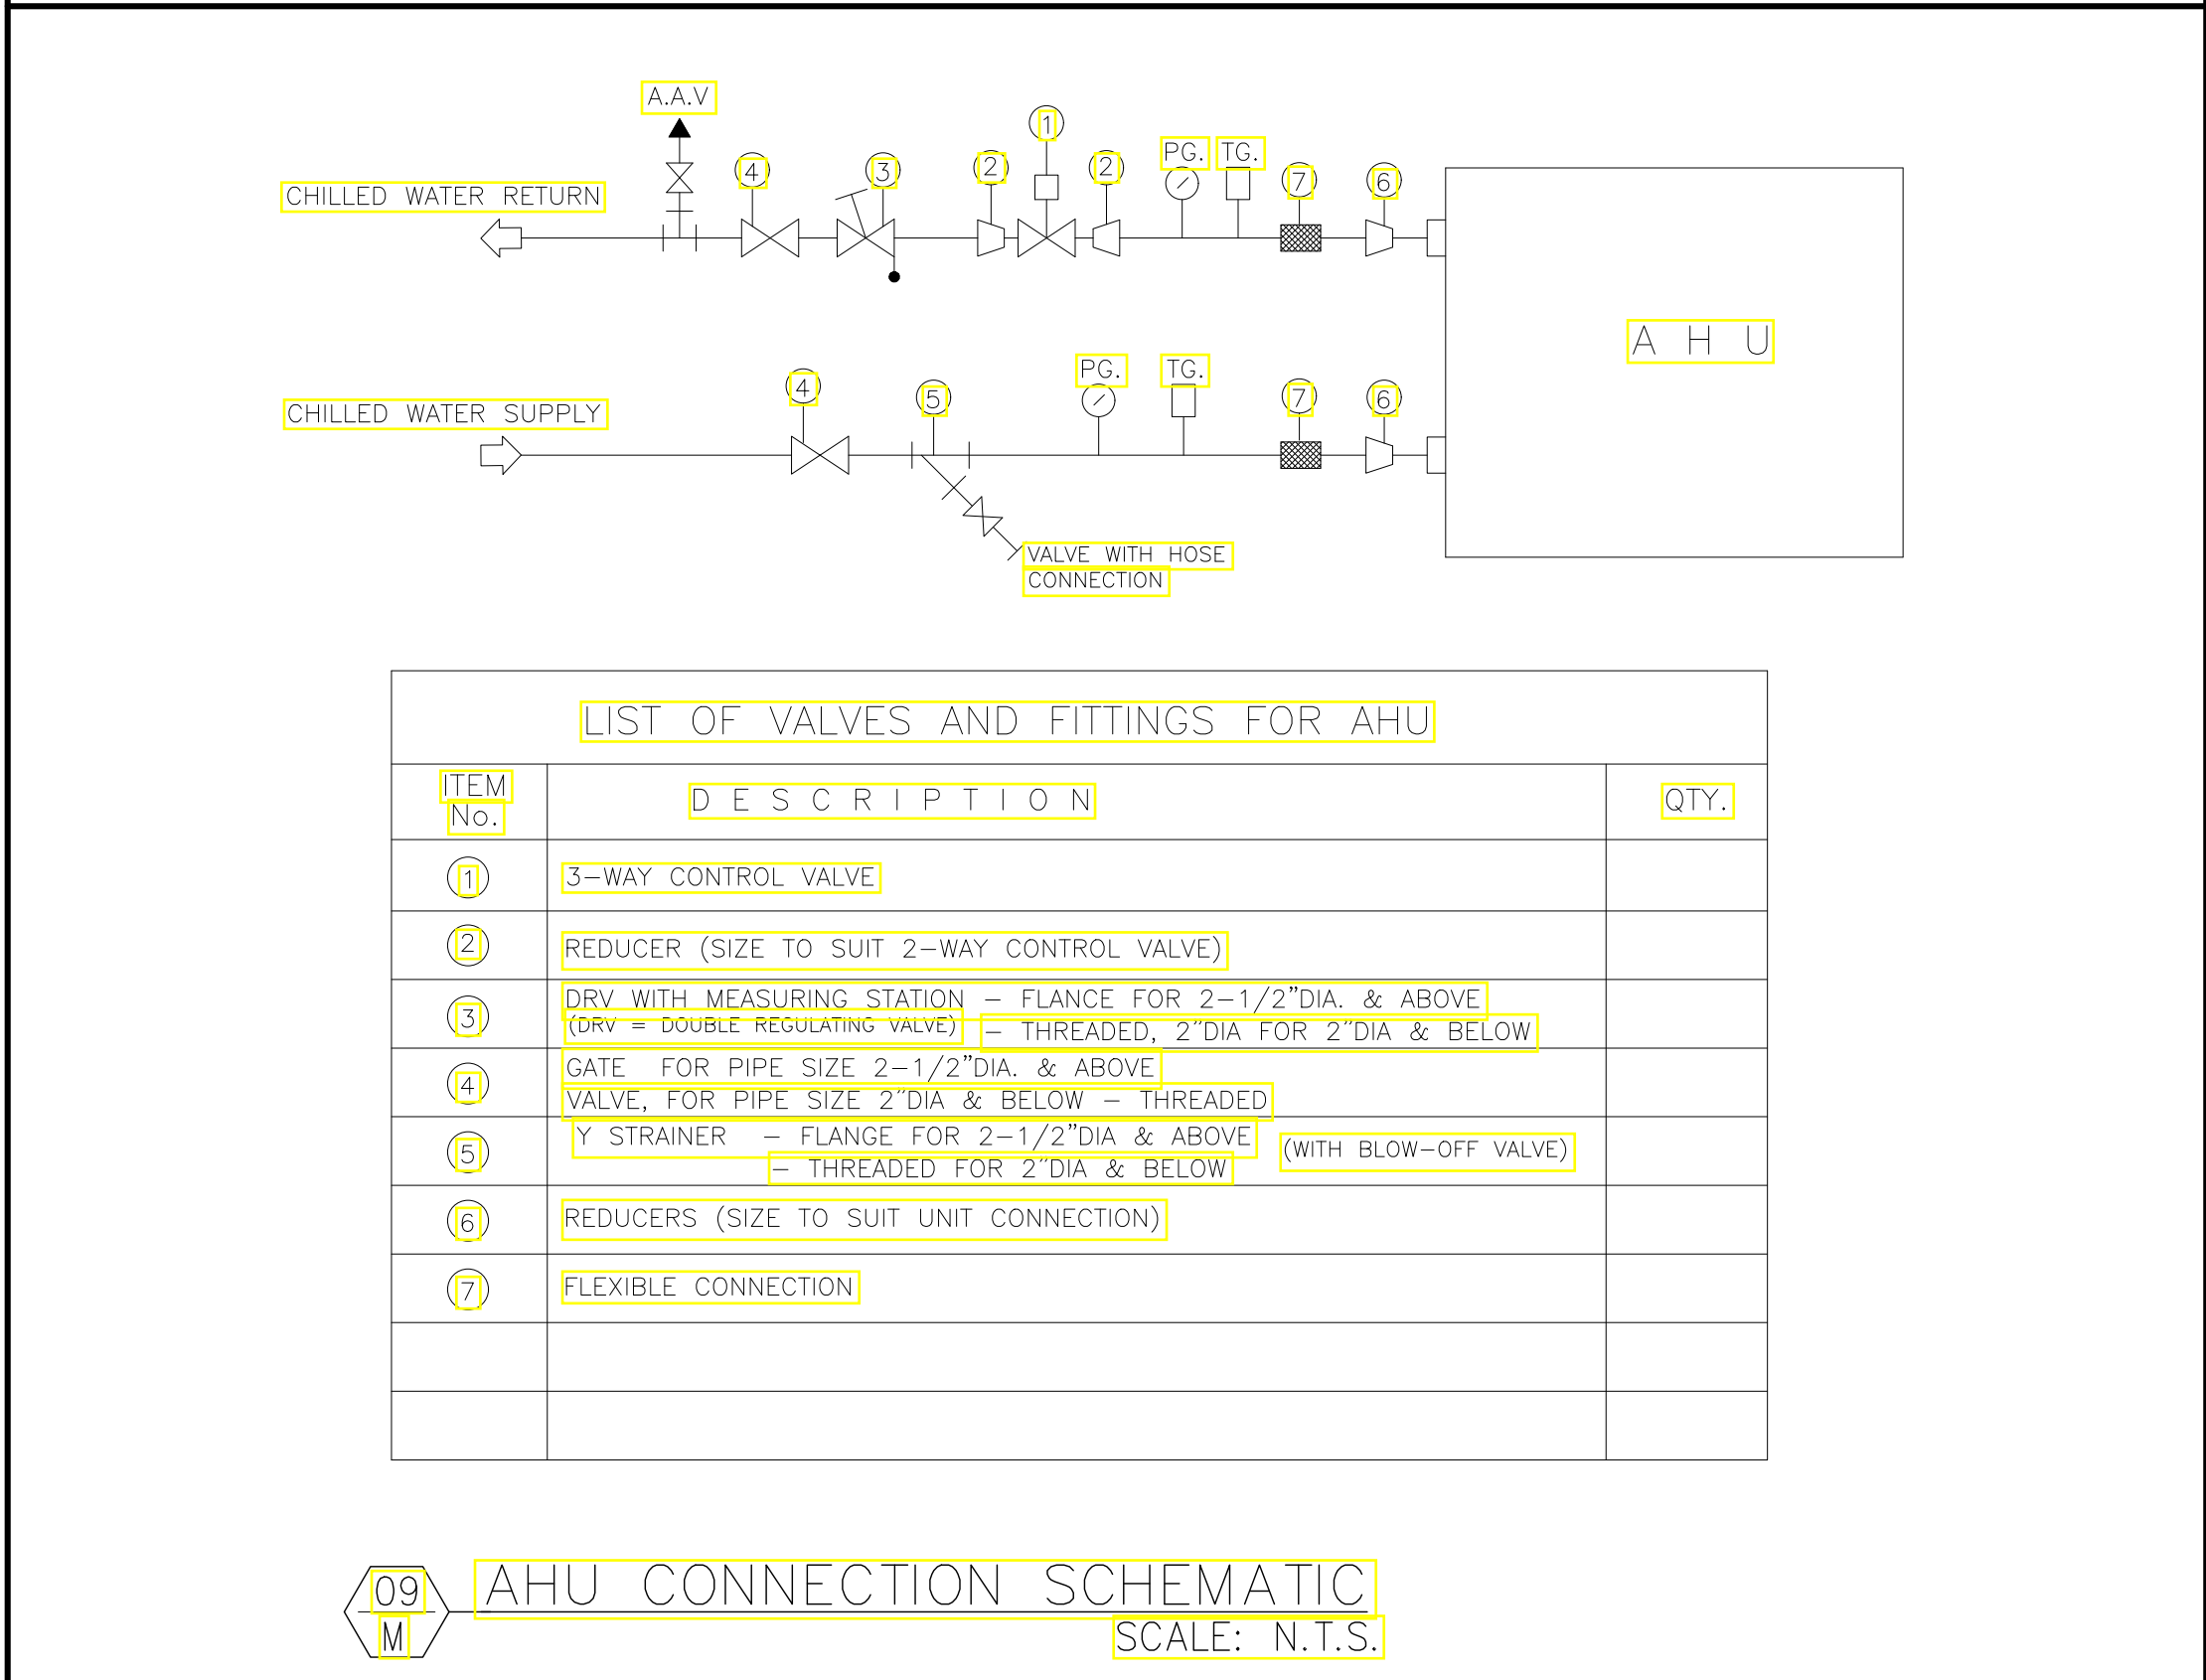 A.A.V
1
PG. TG.
4 3 2 2 7 6
CHILLED WATER RETURN
A H U
PG. TG.
4 5 7 6
CHILLED WATER SUPPLY
VALVE WITH HOSE
CONNECTION
LIST OF VALVES AND FITTINGS FOR AHU
ITEM
No.
D E S C R I P T I O N
QTY.
1 3-WAY CONTROL VALVE
2 REDUCER (SIZE TO SUIT 2-WAY CONTROL VALVE)
3 DRV WITH MEASURING STATION - FLANCE FOR 2-1/2"DIA. & ABOVE
(DRV = DOUBLE REGULATING VALVE) - THREADED, 2"DIA FOR 2"DIA & BELOW
4 GATE FOR PIPE SIZE 2-1/2"DIA. & ABOVE
VALVE, FOR PIPE SIZE 2"DIA & BELOW - THREADED
5 Y STRAINER - FLANGE FOR 2-1/2"DIA & ABOVE (WITH BLOW-OFF VALVE)
- THREADED FOR 2"DIA & BELOW
6 REDUCERS (SIZE TO SUIT UNIT CONNECTION)
7 FLEXIBLE CONNECTION
09 AHU CONNECTION SCHEMATIC
M SCALE: N.T.S.